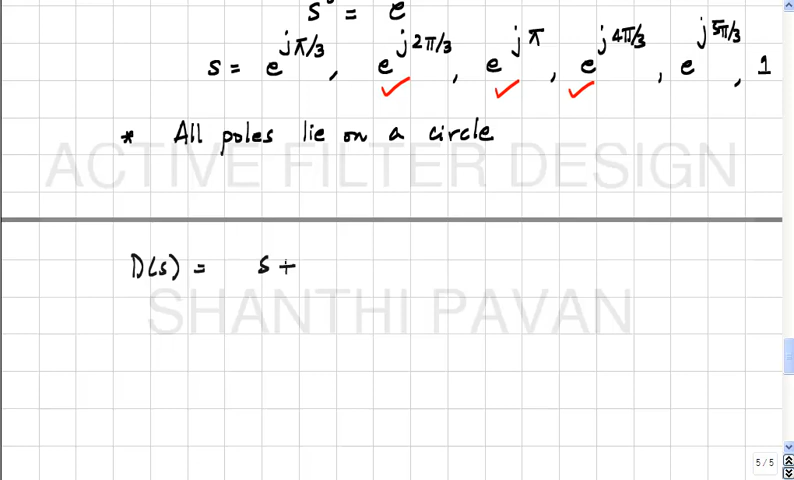 s⁶ = e
s = e^{jπ/3}, e^{j2π/3}, e^{jπ}, e^{j4π/3}, e^{j5π/3}, 1
* All poles lie on a circle
ACTIVE FILTER DESIGN
D(s) = s +
SHANTHI PAVAN
5/5